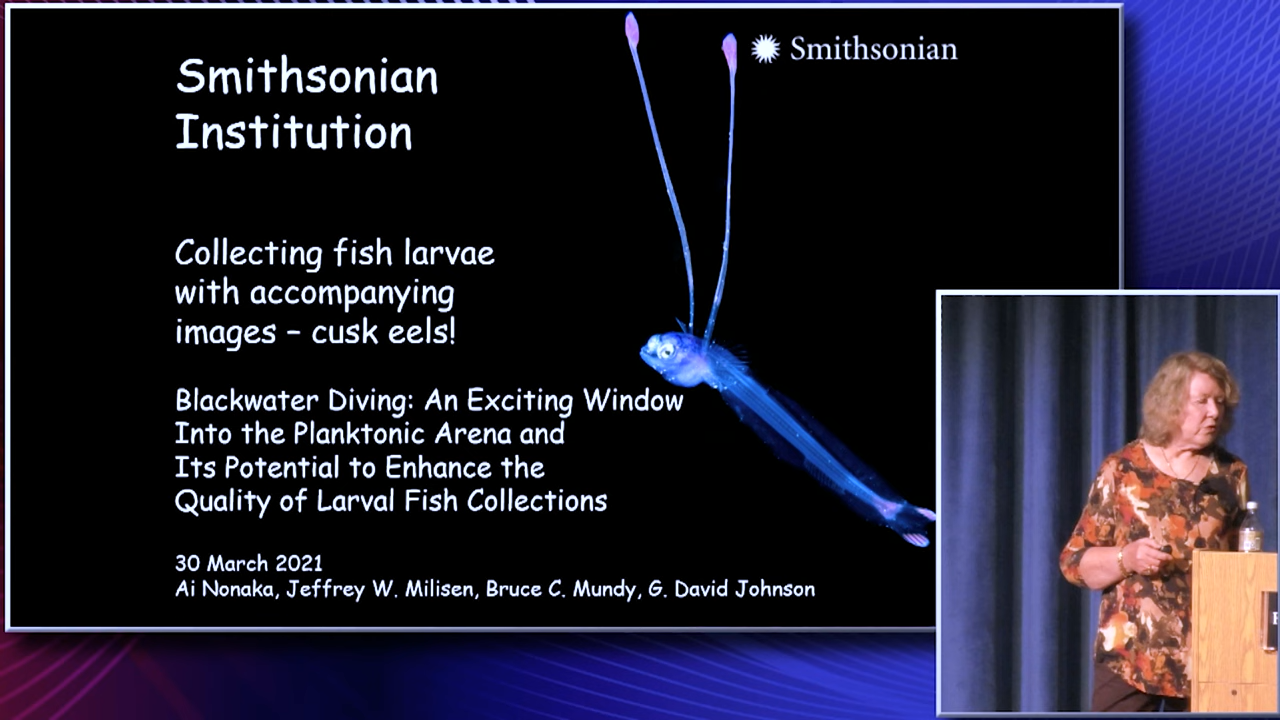 Smithsonian
Smithsonian
Institution
Collecting fish larvae
with accompanying
images – cusk eels!
Blackwater Diving: An Exciting Window
Into the Planktonic Arena and
Its Potential to Enhance the
Quality of Larval Fish Collections
30 March 2021
Ai Nonaka, Jeffrey W. Milisen, Bruce C. Mundy, G. David Johnson